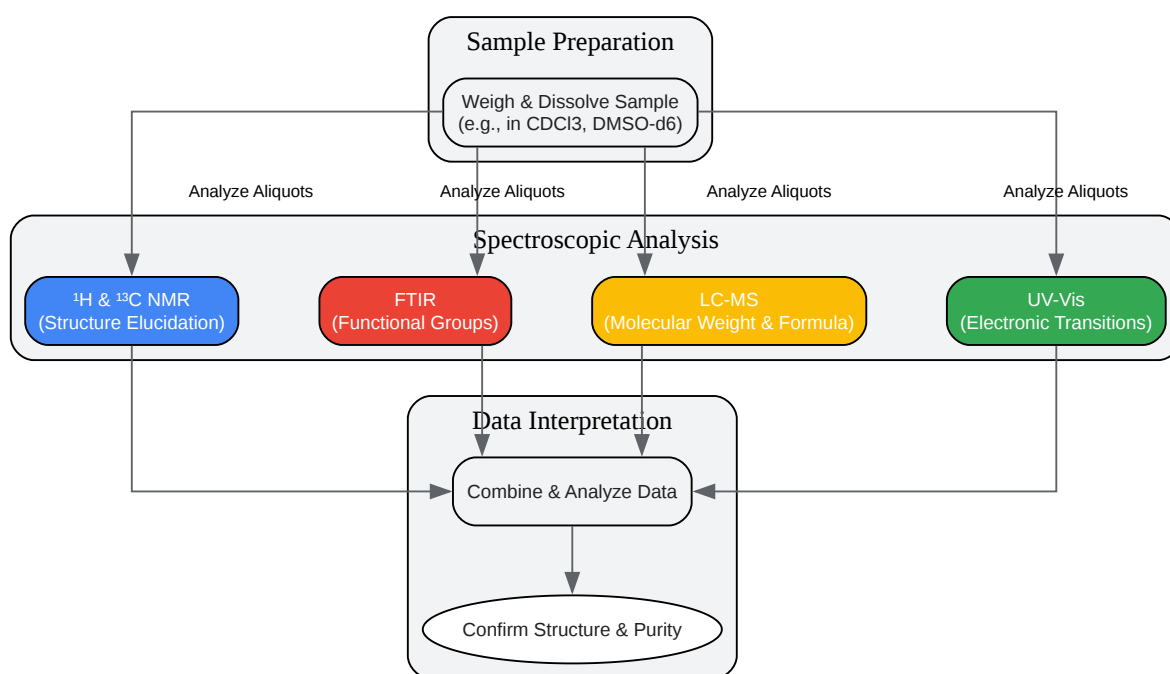 Sample Preparation
Weigh & Dissolve Sample
(e.g., in CDCl3, DMSO-d6)
Analyze Aliquots
Analyze Aliquots
Analyze Aliquots
Analyze Aliquots
Spectroscopic Analysis
¹H & ¹³C NMR
(Structure Elucidation)
FTIR
(Functional Groups)
LC-MS
(Molecular Weight & Formula)
UV-Vis
(Electronic Transitions)
Data Interpretation
Combine & Analyze Data
Confirm Structure & Purity